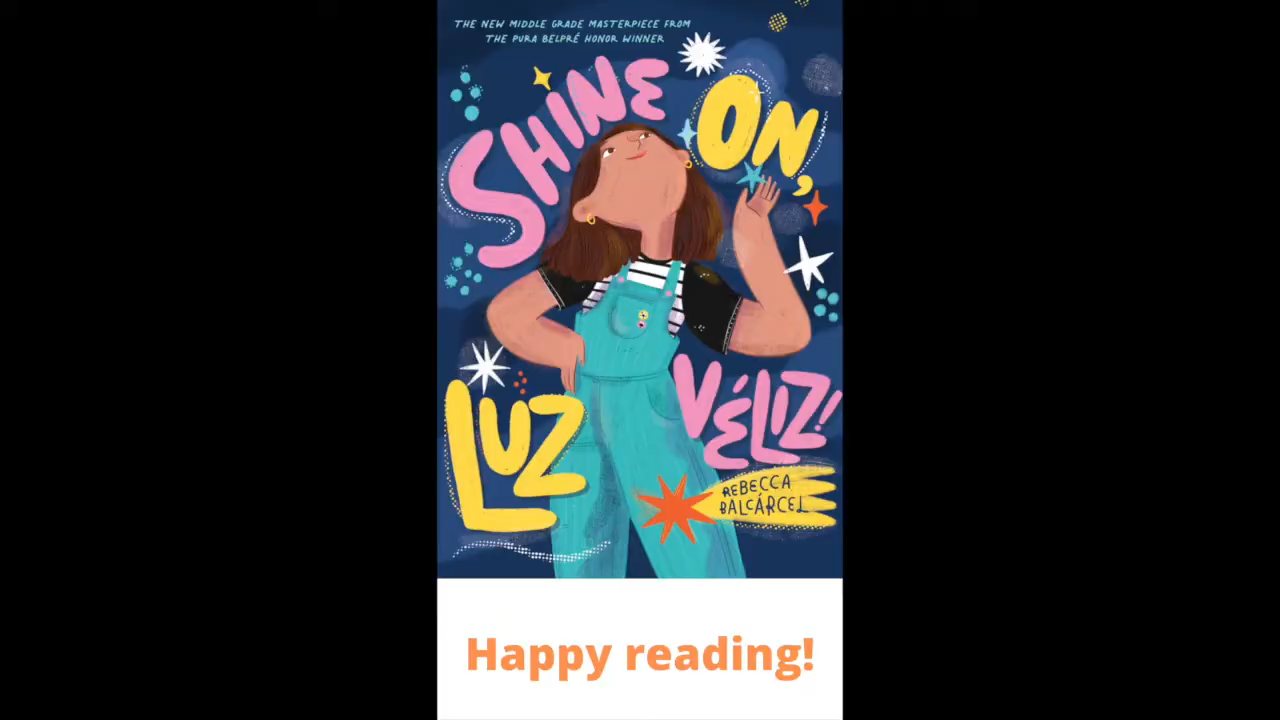 THE NEW MIDDLE GRADE MASTERPIECE FROM
THE PURA BELPRÉ HONOR WINNER
SHINE ON,
LUZ VÉLIZ!
REBECCA
BALCÁRCEL
Happy reading!